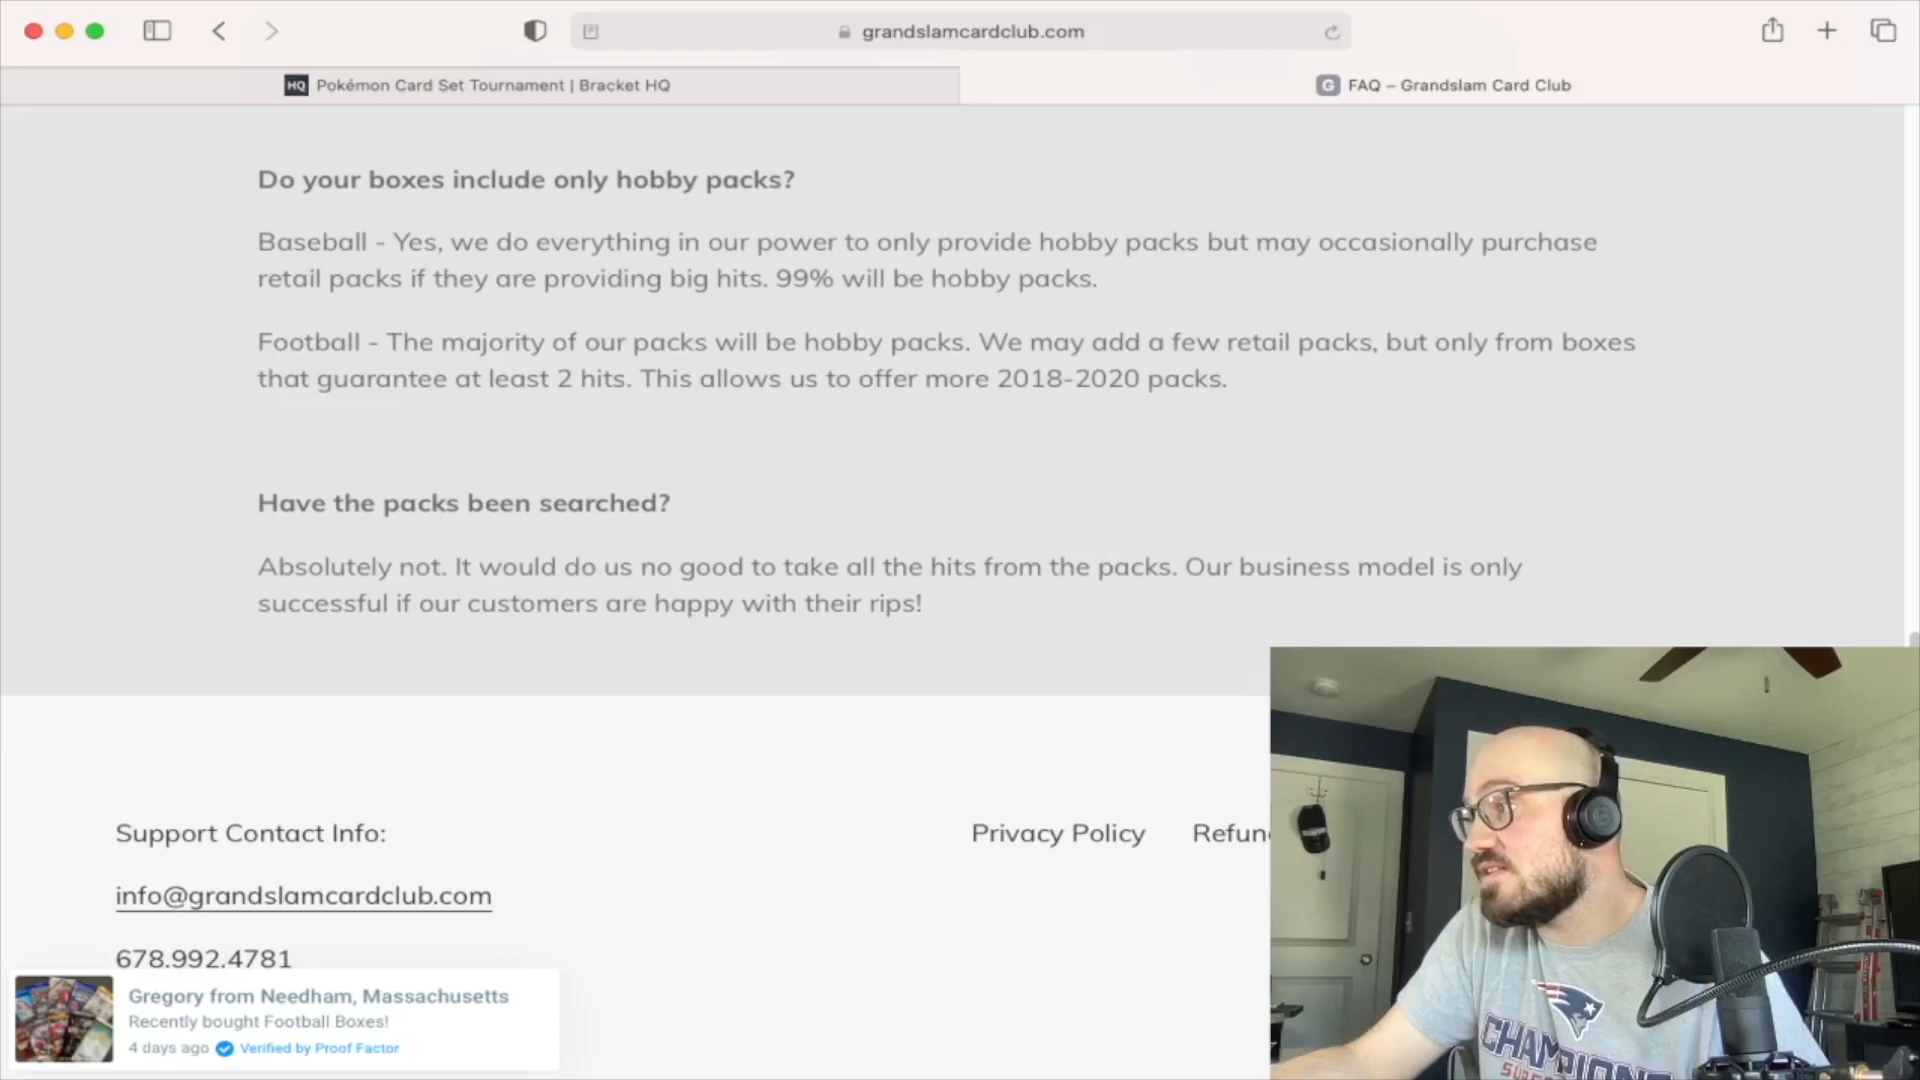 grandslamcardclub.com
HQ Pokémon Card Set Tournament | Bracket HQ
G FAQ – Grandslam Card Club
Do your boxes include only hobby packs?
Baseball - Yes, we do everything in our power to only provide hobby packs but may occasionally purchase
retail packs if they are providing big hits. 99% will be hobby packs.
Football - The majority of our packs will be hobby packs. We may add a few retail packs, but only from boxes
that guarantee at least 2 hits. This allows us to offer more 2018-2020 packs.
Have the packs been searched?
Absolutely not. It would do us no good to take all the hits from the packs. Our business model is only
successful if our customers are happy with their rips!
Support Contact Info:
Privacy Policy
info@grandslamcardclub.com
678.992.4781
Gregory from Needham, Massachusetts
Recently bought Football Boxes!
4 days ago Verified by Proof Factor